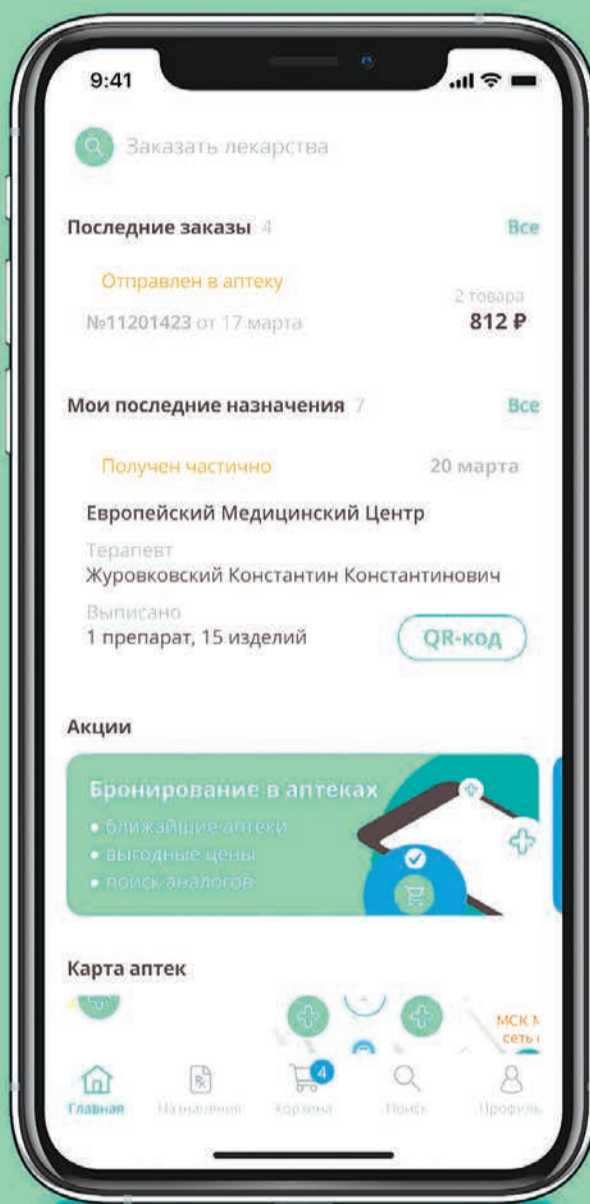 9:41
Заказать лекарства
Последние заказы 4 Все
Отправлен в аптеку
2 товара
№11201423 от 17 марта 812 ₽
Мои последние назначения 7 Все
Получен частично 20 марта
Европейский Медицинский Центр
Терапевт
Журовковский Константин Константинович
Выписано
1 препарат, 15 изделий QR-код
Акции
Бронирование в аптеках
• ближайшие аптеки
• выгодные цены
• поиск аналогов
Карта аптек
МСК
сеть
4
Главная Назначения Корзина Поиск Профиль